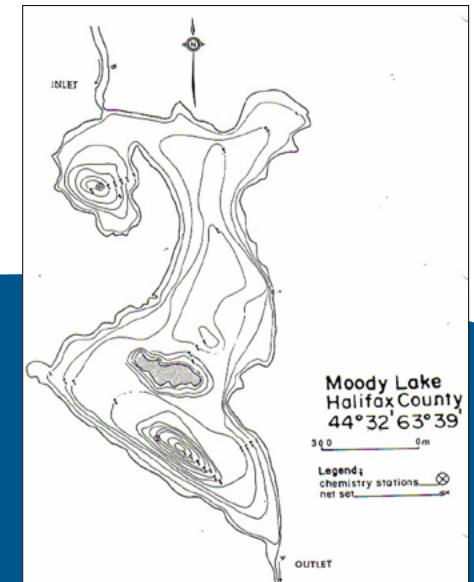 N
INLET
Moody Lake
Halifax County
44°32' 63°39'
300 0m
Legend;
chemistry stations
net set
OUTLET